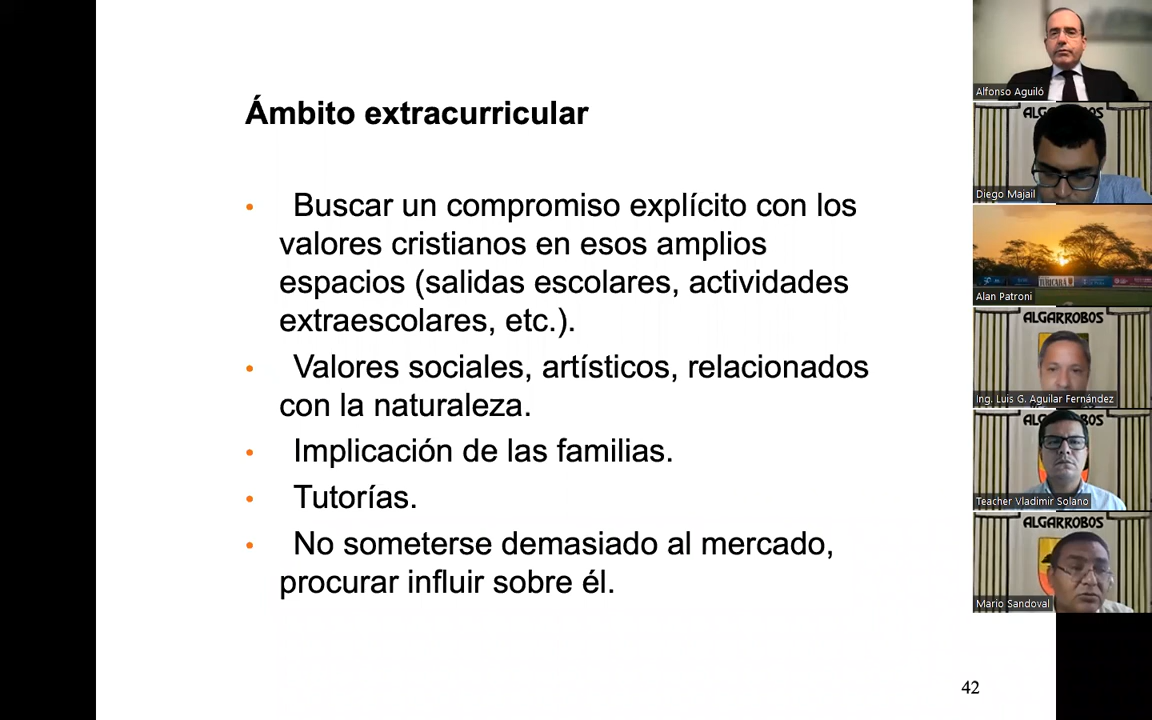 Ámbito extracurricular
• Buscar un compromiso explícito con los
valores cristianos en esos amplios
espacios (salidas escolares, actividades
extraescolares, etc.).
• Valores sociales, artísticos, relacionados
con la naturaleza.
• Implicación de las familias.
• Tutorías.
• No someterse demasiado al mercado,
procurar influir sobre él.
42
Alfonso Aguiló
Diego Majail
Alan Patroni
ALGARROBOS
Ing. Luis G. Aguilar Fernández
Teacher Vladimir Solano
ALGARROBOS
Mario Sandoval